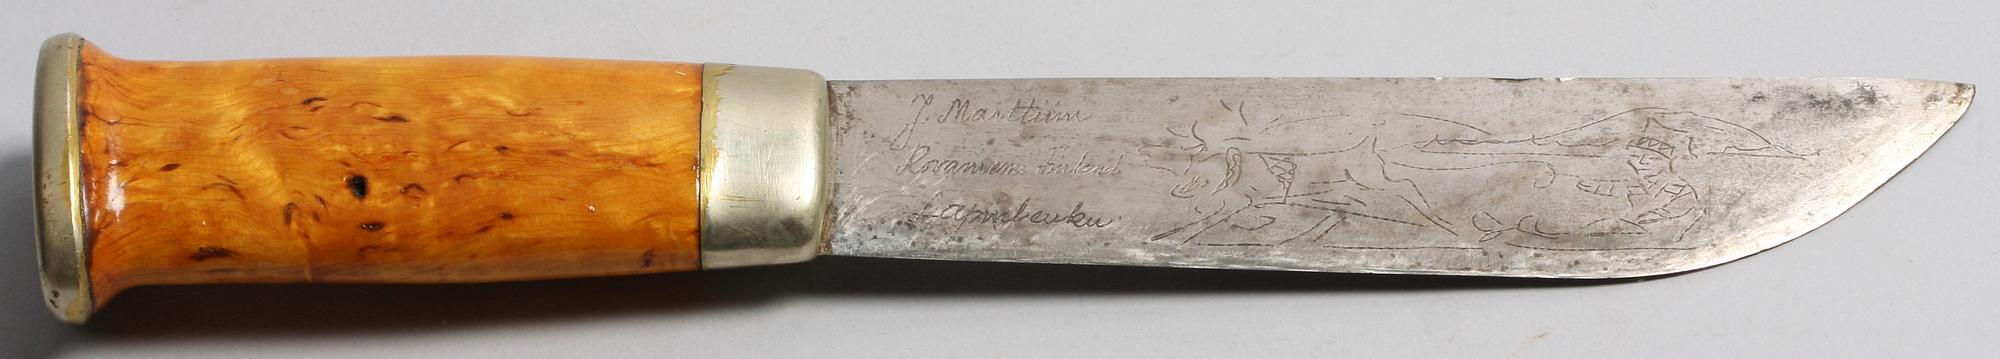 J. Marttiini
Rovaniemi Finland
Lapinleuku